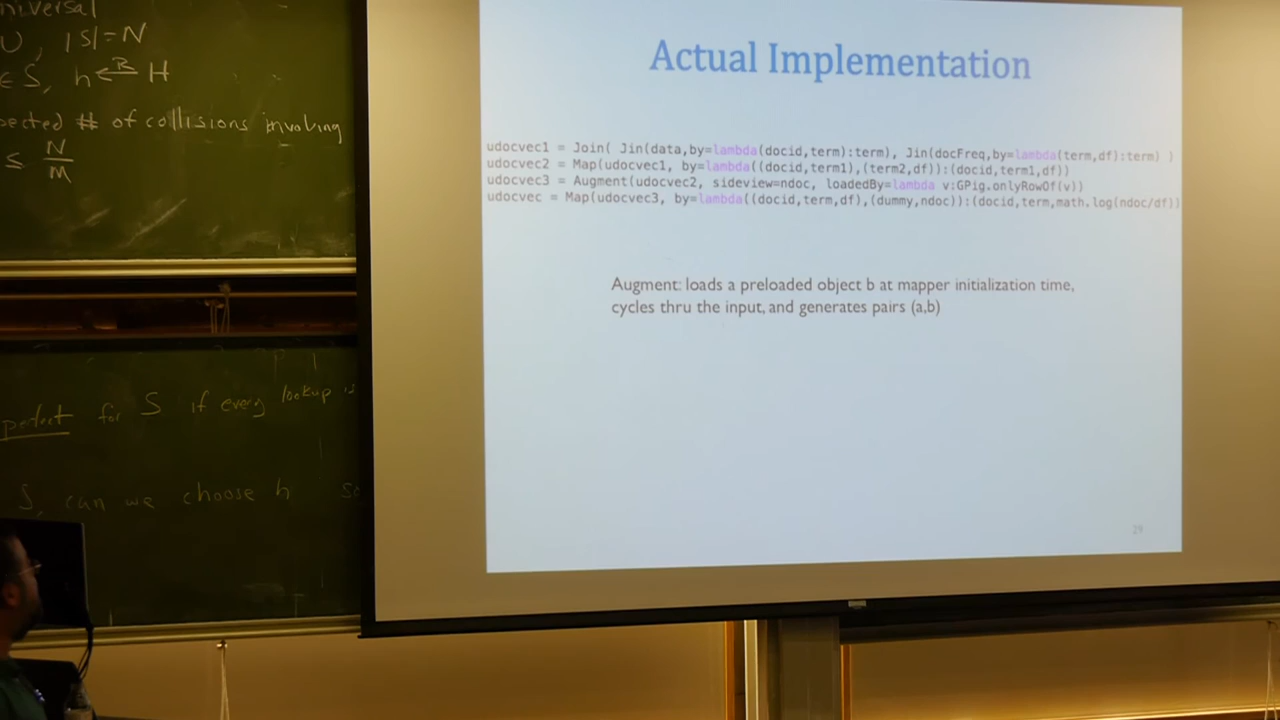 niversal
U, |S|=N
∈ S, h ←R H
ected # of collisions involving
≤ N/M
perfect for S if every lookup is
S, can we choose h so
Actual Implementation
udocvec1 = Join( Jin(data,by=lambda(docid,term):term), Jin(docFreq,by=lambda(term,df):term) )
udocvec2 = Map(udocvec1, by=lambda((docid,term1),(term2,df)):(docid,term1,df))
udocvec3 = Augment(udocvec2, sideview=ndoc, loadedBy=lambda v:GPig.onlyRowOf(v))
udocvec = Map(udocvec3, by=lambda((docid,term,df),(dummy,ndoc)):(docid,term,math.log(ndoc/df))
Augment: loads a preloaded object b at mapper initialization time,
cycles thru the input, and generates pairs (a,b)
29